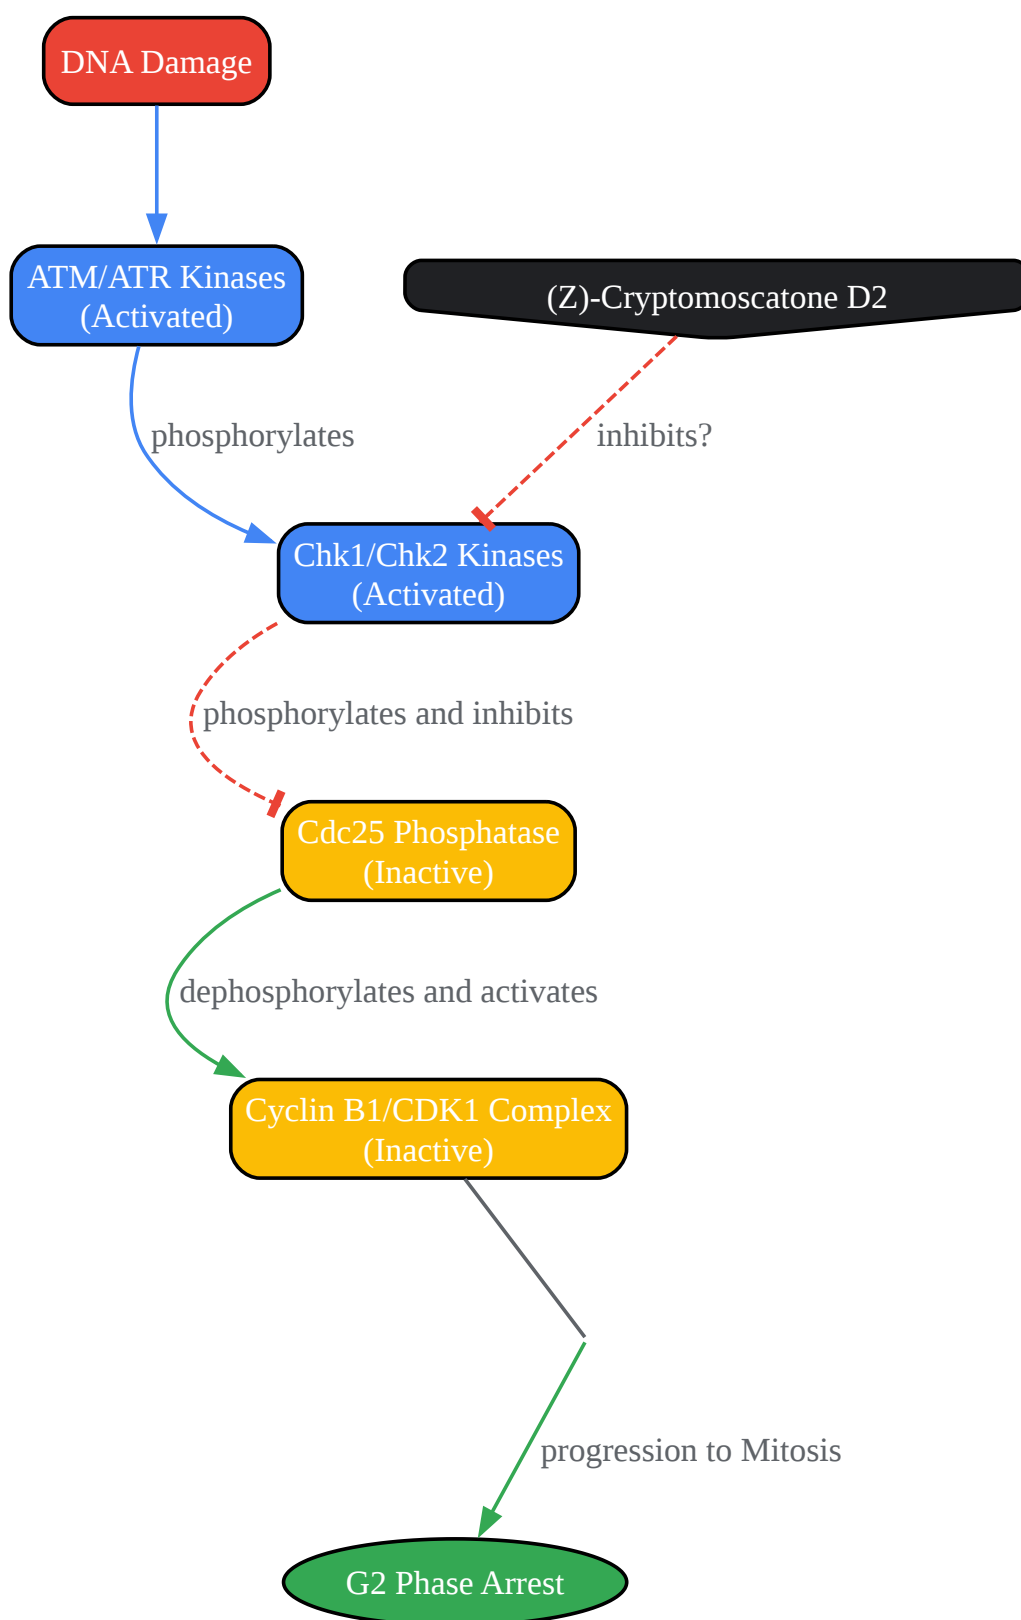 DNA Damage
ATM/ATR Kinases
(Activated)
(Z)-Cryptomoscatone D2
phosphorylates
inhibits?
Chk1/Chk2 Kinases
(Activated)
phosphorylates and inhibits
Cdc25 Phosphatase
(Inactive)
dephosphorylates and activates
Cyclin B1/CDK1 Complex
(Inactive)
progression to Mitosis
G2 Phase Arrest